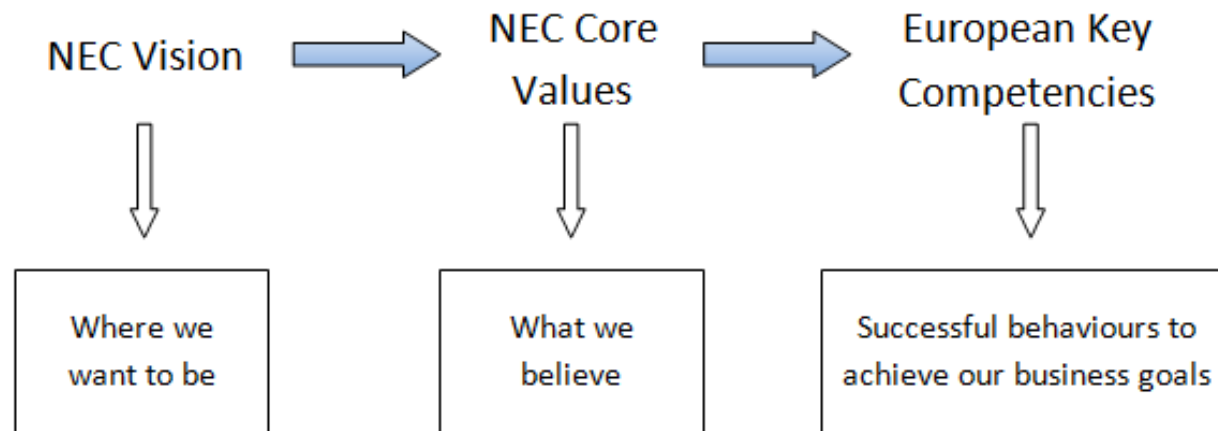 NEC Vision
NEC Core
Values
European Key
Competencies
Where we
want to be
What we
believe
Successful behaviours to
achieve our business goals